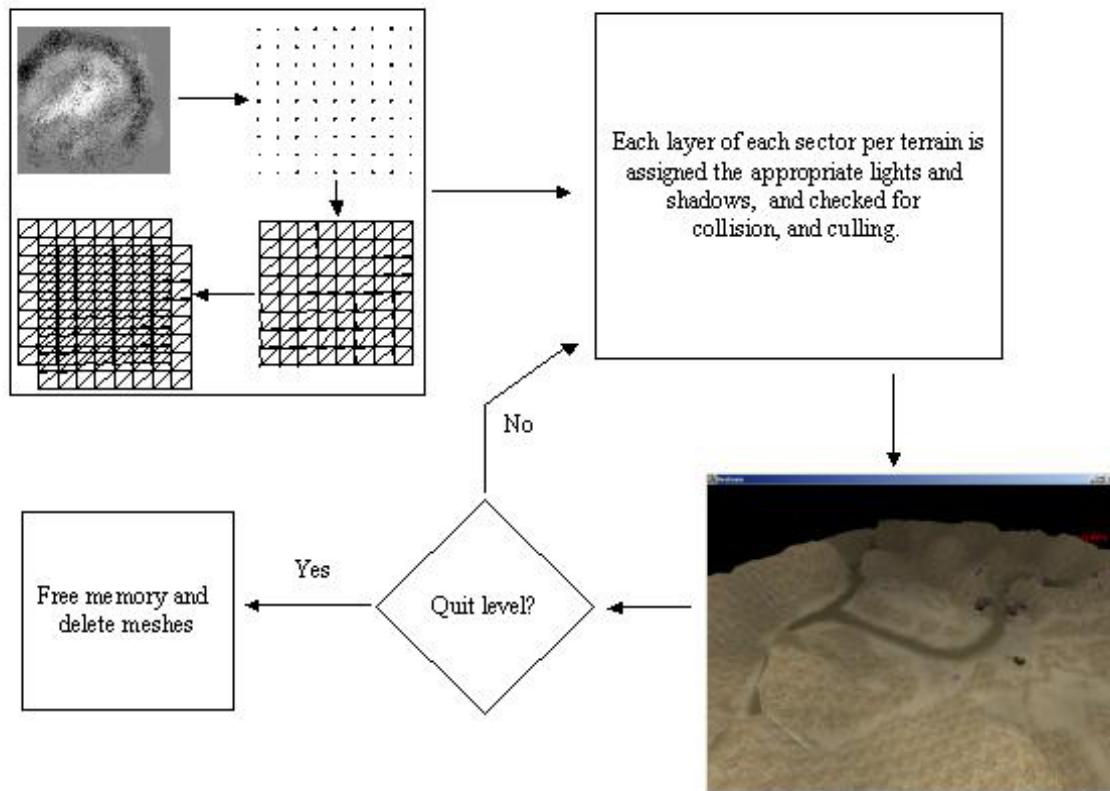 Each layer of each sector per terrain is
assigned the appropriate lights and
shadows, and checked for
collision, and culling.
No
Yes
Quit level?
Free memory and
delete meshes